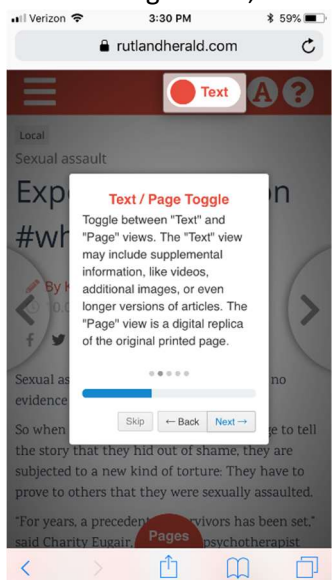 Verizon 3:30 PM 59%
rutlandherald.com
Text A ?
Local
Sexual assault
Exp on
#wh
By K
10.0
Text / Page Toggle
Toggle between "Text" and
"Page" views. The "Text" view
may include supplemental
information, like videos,
additional images, or even
longer versions of articles. The
"Page" view is a digital replica
of the original printed page.
Skip ← Back Next →
Sexual as no
evidence
So when ge to tell
the story that they hid out of shame, they are
subjected to a new kind of torture: They have to
prove to others that they were sexually assaulted.
"For years, a precedent vivors has been set,"
said Charity Eugair, psychotherapist
Pages